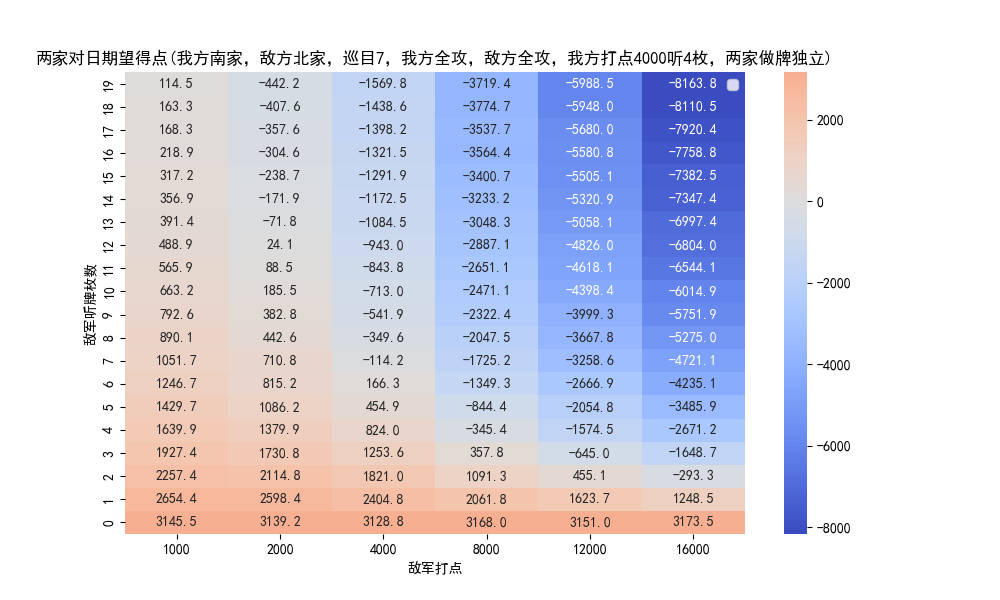 两家对日期望得点(我方南家，敌方北家，巡目7，我方全攻，敌方全攻，我方打点4000听4枚，两家做牌独立)
敌军听牌枚数
19 114.5 -442.2 -1569.8 -3719.4 -5988.5 -8163.8
18 163.3 -407.6 -1438.6 -3774.7 -5948.0 -8110.5
17 168.3 -357.6 -1398.2 -3537.7 -5680.0 -7920.4
16 218.9 -304.6 -1321.5 -3564.4 -5580.8 -7758.8
15 317.2 -238.7 -1291.9 -3400.7 -5505.1 -7382.5
14 356.9 -171.9 -1172.5 -3233.2 -5320.9 -7347.4
13 391.4 -71.8 -1084.5 -3048.3 -5058.1 -6997.4
12 488.9 24.1 -943.0 -2887.1 -4826.0 -6804.0
11 565.9 88.5 -843.8 -2651.1 -4618.1 -6544.1
10 663.2 185.5 -713.0 -2471.1 -4398.4 -6014.9
9 792.6 382.8 -541.9 -2322.4 -3999.3 -5751.9
8 890.1 442.6 -349.6 -2047.5 -3667.8 -5275.0
7 1051.7 710.8 -114.2 -1725.2 -3258.6 -4721.1
6 1246.7 815.2 166.3 -1349.3 -2666.9 -4235.1
5 1429.7 1086.2 454.9 -844.4 -2054.8 -3485.9
4 1639.9 1379.9 824.0 -345.4 -1574.5 -2671.2
3 1927.4 1730.8 1253.6 357.8 -645.0 -1648.7
2 2257.4 2114.8 1821.0 1091.3 455.1 -293.3
1 2654.4 2598.4 2404.8 2061.8 1623.7 1248.5
0 3145.5 3139.2 3128.8 3168.0 3151.0 3173.5
1000 2000 4000 8000 12000 16000
敌军打点
2000
0
-2000
-4000
-6000
-8000